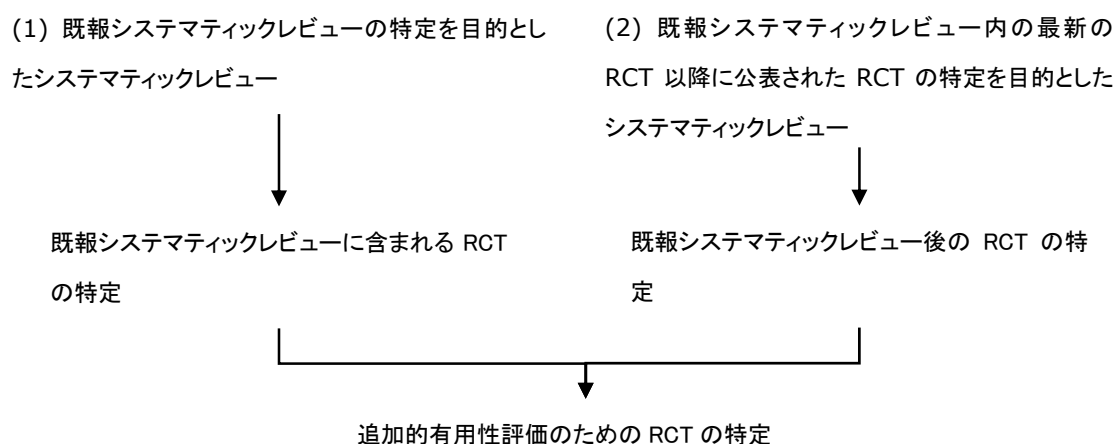 (1) 既報システマティックレビューの特定を目的とし
たシステマティックレビュー
(2) 既報システマティックレビュー内の最新の
RCT 以降に公表された RCT の特定を目的とした
システマティックレビュー
既報システマティックレビューに含まれる RCT
の特定
既報システマティックレビュー後の RCT の特
定
追加的有用性評価のための RCT の特定